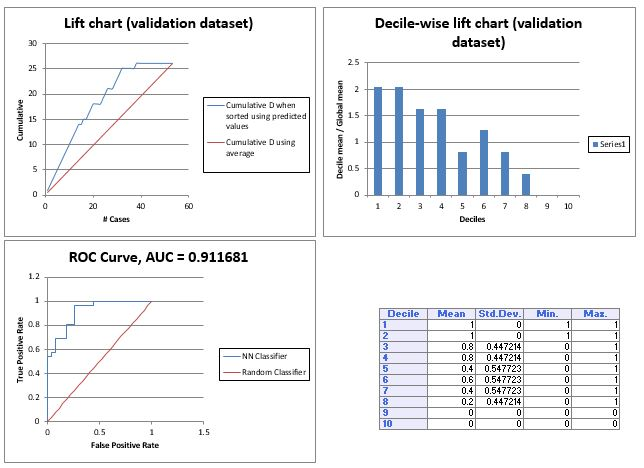 Lift chart (validation dataset)
30
25
20
15
10
5
0
Cumulative
0 20 40 60
# Cases
Cumulative D when
sorted using predicted
values
Cumulative D using
average
Decile-wise lift chart (validation
dataset)
2.5
2
1.5
1
0.5
0
Decile mean / Global mean
1 2 3 4 5 6 7 8 9 10
Deciles
Series1
ROC Curve, AUC = 0.911681
1.2
1
0.8
0.6
0.4
0.2
0
True Positive Rate
0 0.5 1 1.5
False Positive Rate
NN Classifier
Random Classifier
Decile Mean Std.Dev. Min. Max.
1 1 0 1 1
2 1 0 1 1
3 0.8 0.447214 0 1
4 0.8 0.447214 0 1
5 0.4 0.547723 0 1
6 0.6 0.547723 0 1
7 0.4 0.547723 0 1
8 0.2 0.447214 0 1
9 0 0 0 0
10 0 0 0 0